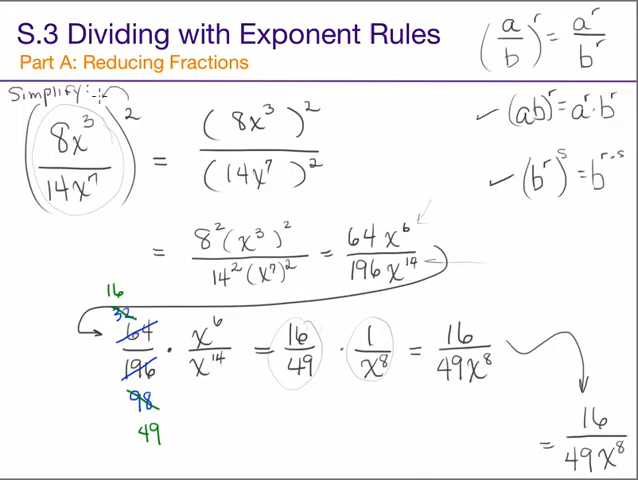 S.3 Dividing with Exponent Rules
Part A: Reducing Fractions
(a/b)^r = a^r/b^r
Simplify:
(8x^3/14x^7)^2 = (8x^3)^2/(14x^7)^2
✓ (ab)^r = a^r · b^r
✓ (b^r)^s = b^{r·s}
= 8^2(x^3)^2/14^2(x^7)^2 = 64x^6/196x^14
16
32
64/196 · x^6/x^14 = 16/49 · 1/x^8 = 16/49x^8
98
49
= 16/49x^8